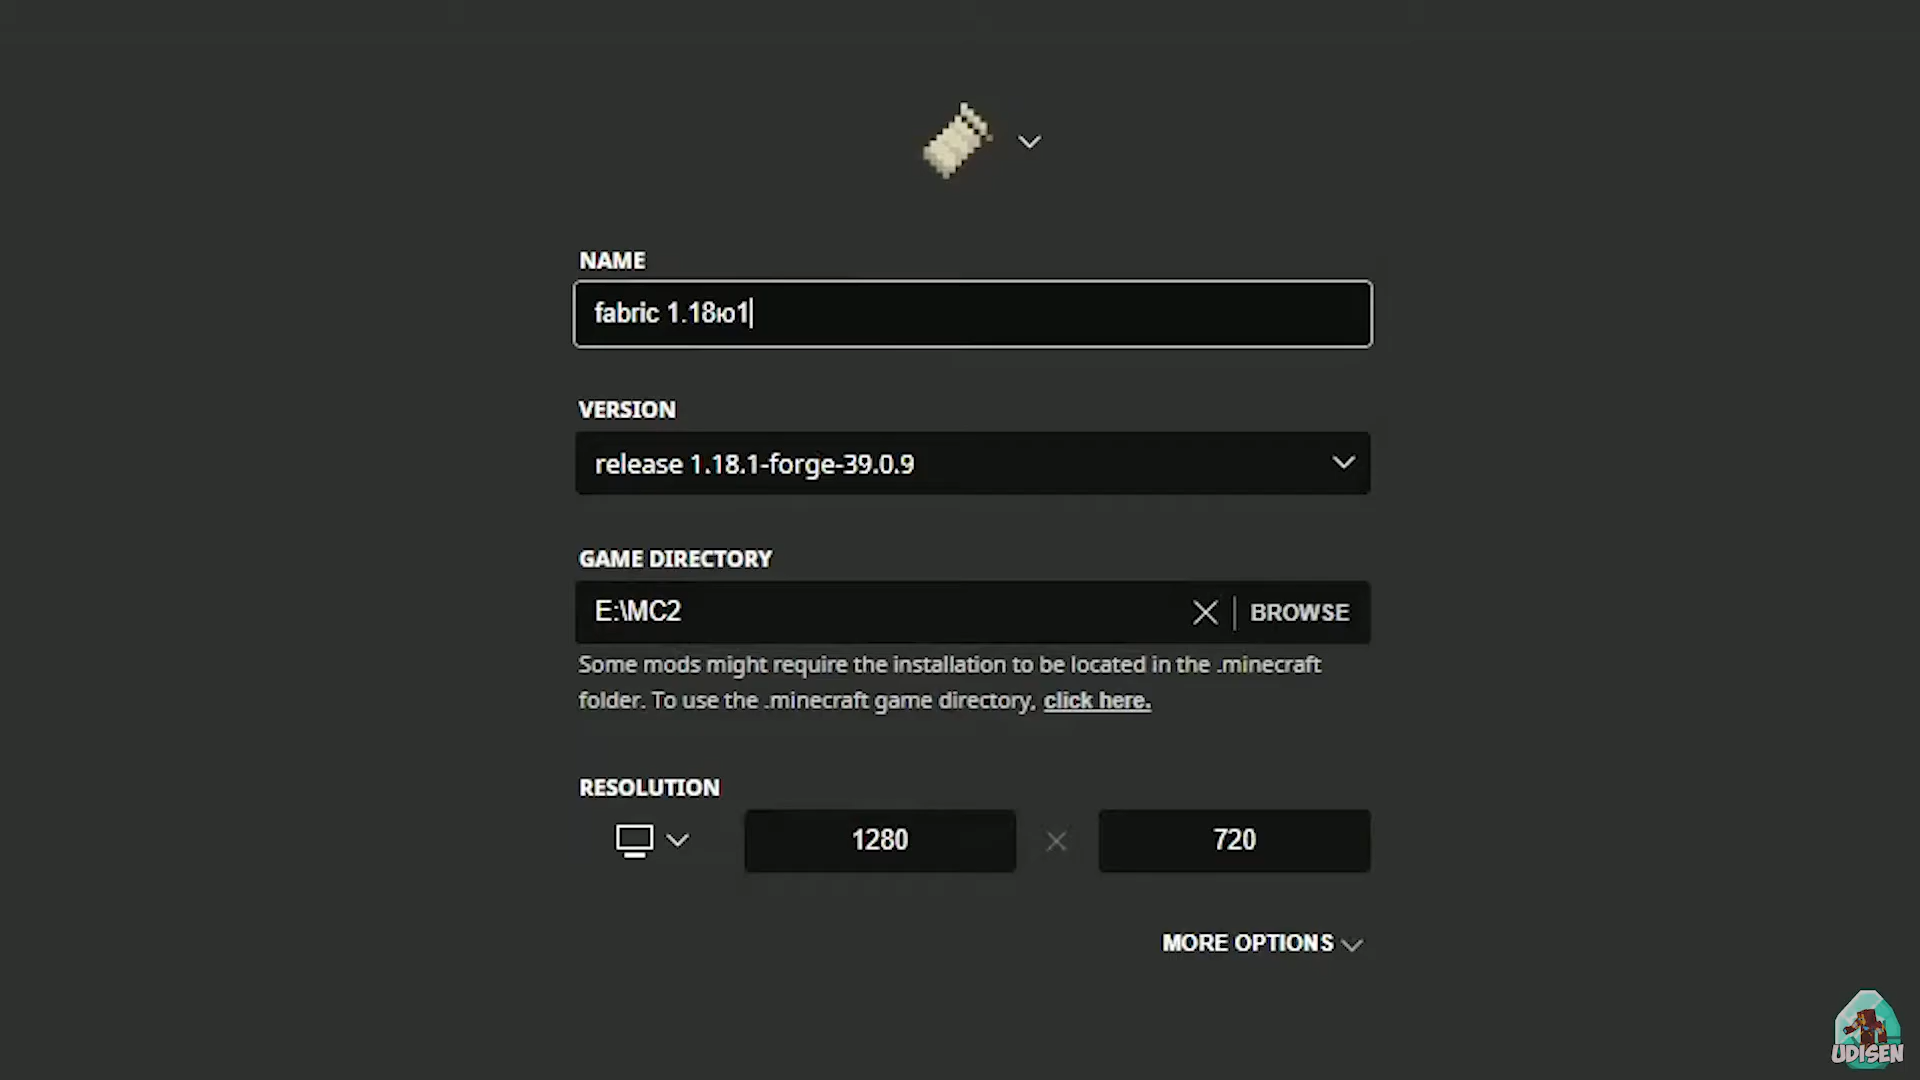 NAME
fabric 1.18ю1
VERSION
release 1.18.1-forge-39.0.9
GAME DIRECTORY
E:\MC2
BROWSE
Some mods might require the installation to be located in the .minecraft
folder. To use the .minecraft game directory, click here.
RESOLUTION
1280
720
MORE OPTIONS
UDISEN